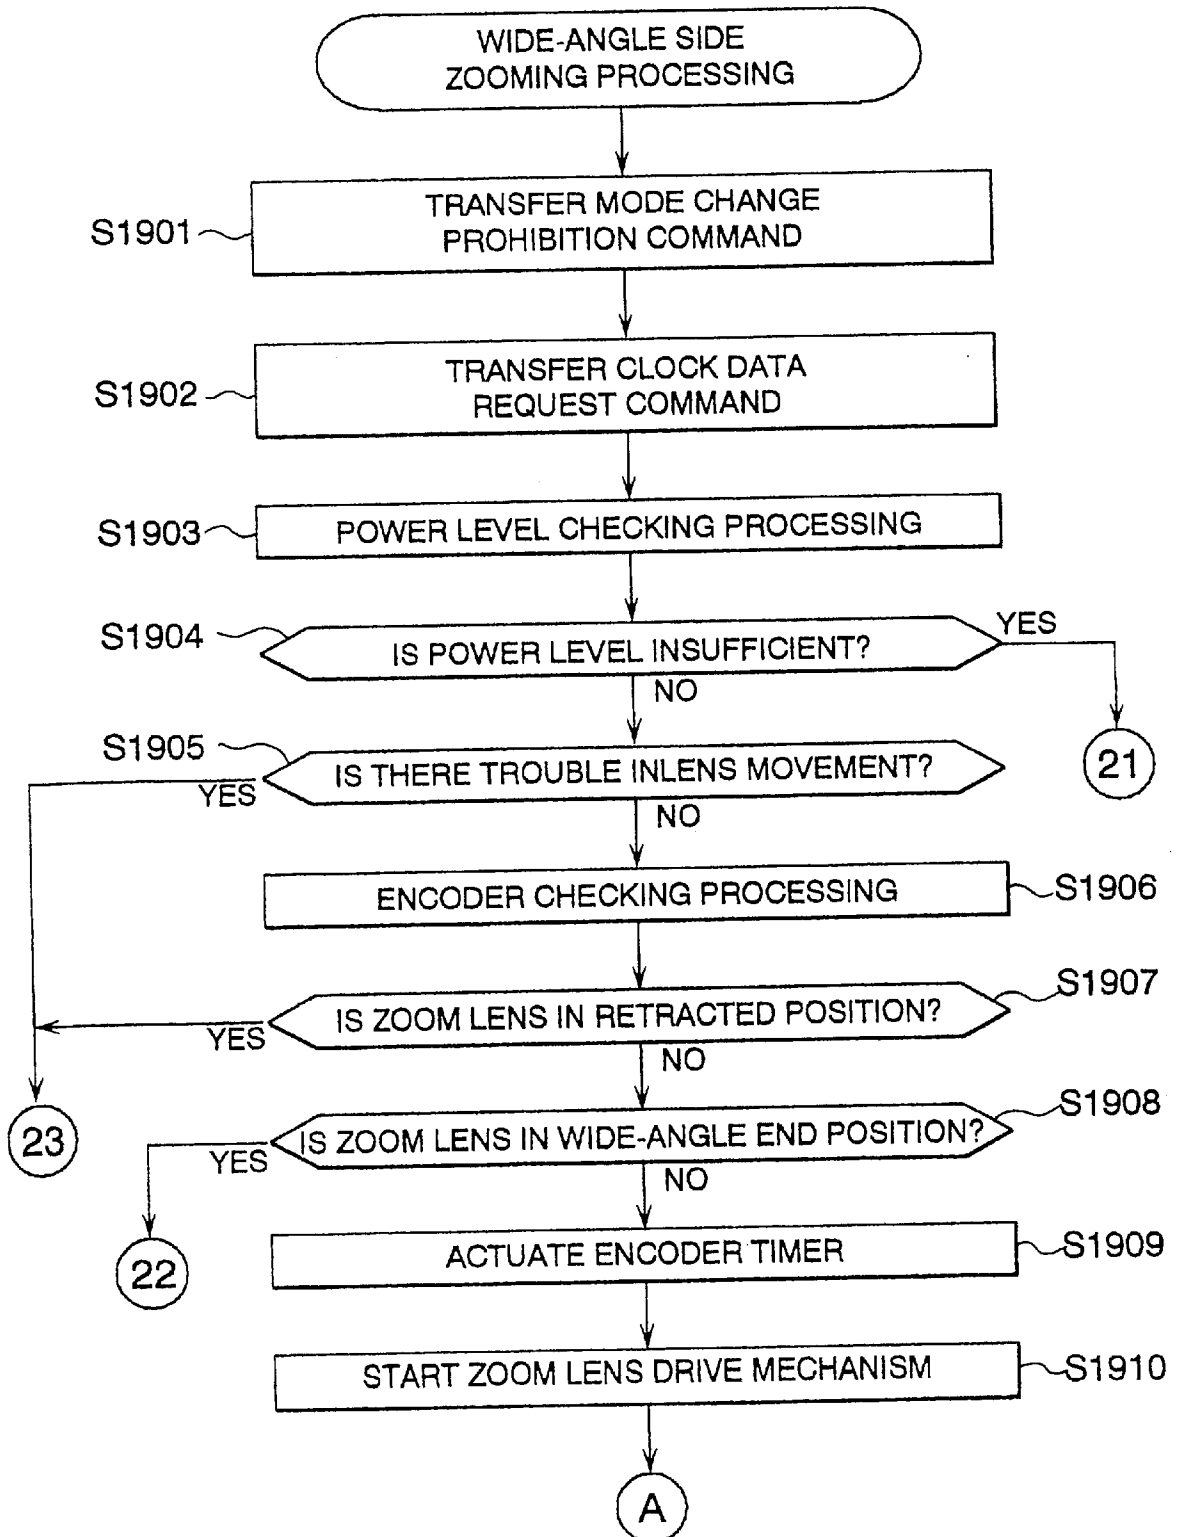 WIDE-ANGLE SIDE
ZOOMING PROCESSING
TRANSFER MODE CHANGE
PROHIBITION COMMAND
S1901
TRANSFER CLOCK DATA
REQUEST COMMAND
S1902
S1903
POWER LEVEL CHECKING PROCESSING
S1904
IS POWER LEVEL INSUFFICIENT?
YES
NO
21
S1905
IS THERE TROUBLE INLENS MOVEMENT?
YES
NO
ENCODER CHECKING PROCESSING
S1906
IS ZOOM LENS IN RETRACTED POSITION?
S1907
YES
NO
23
IS ZOOM LENS IN WIDE-ANGLE END POSITION?
S1908
YES
NO
22
ACTUATE ENCODER TIMER
S1909
START ZOOM LENS DRIVE MECHANISM
S1910
A